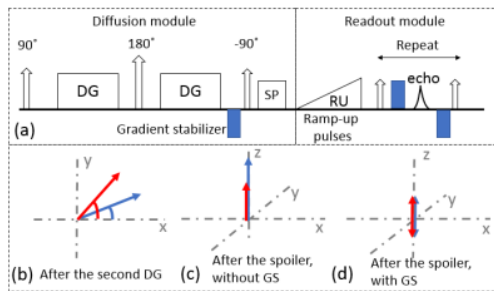 Diffusion module
Readout module
90˚
180˚
-90˚
Repeat
echo
DG
DG
SP
RU
(a)
Gradient stabilizer
Ramp-up
pulses
y
x
(b)
After the second DG
z
y
x
(c)
After the spoiler,
without GS
z
y
x
(d)
After the spoiler,
with GS